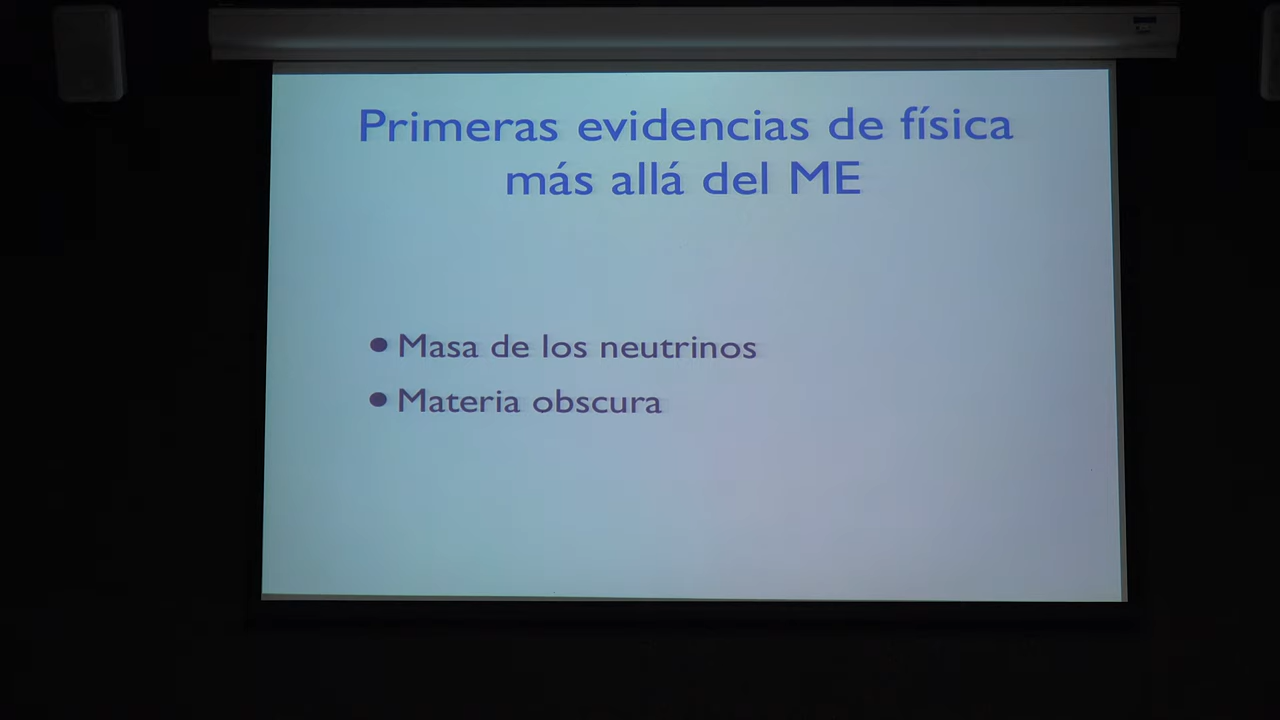 Primeras evidencias de física
más allá del ME
• Masa de los neutrinos
• Materia obscura